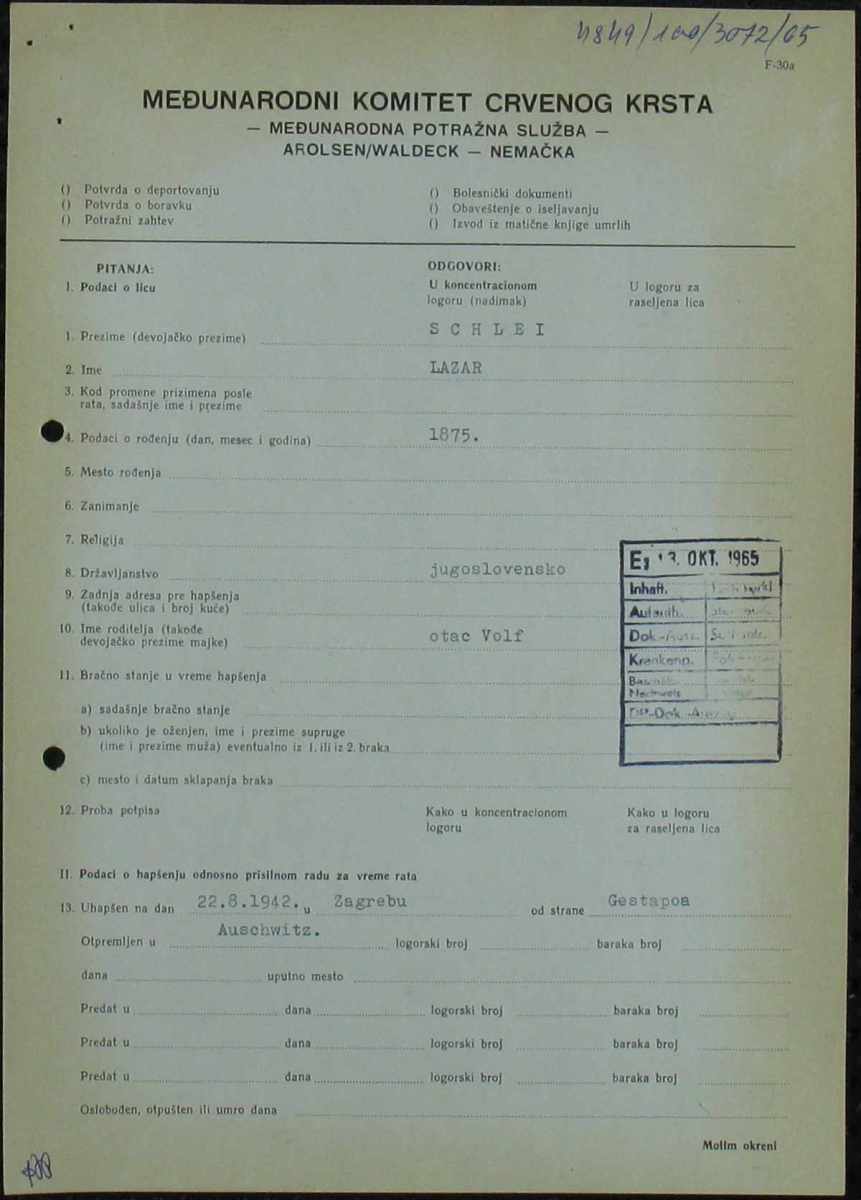 4849/100/3072/65
F-30a
MEĐUNARODNI KOMITET CRVENOG KRSTA
— MEĐUNARODNA POTRAŽNA SLUŽBA —
AROLSEN/WALDECK — NEMAČKA
() Potvrda o deportovanju
() Potvrda o boravku
() Potražni zahtev
() Bolesnički dokumenti
() Obaveštenje o iseljavanju
() Izvod iz matične knjige umrlih
PITANJA: ODGOVORI:
I. Podaci o licu U koncentracionom logoru (nadimak) U logoru za raseljena lica
1. Prezime (devojačko prezime) S C H L E I
2. Ime LAZAR
3. Kod promene prizimena posle
rata, sadašnje ime i prezime
4. Podaci o rođenju (dan, mesec i godina) 1875.
5. Mesto rođenja
6. Zanimanje
7. Religija
8. Državljanstvo jugoslovensko
9. Zadnja adresa pre hapšenja
(takođe ulica i broj kuće)
10. Ime roditelja (takođe
devojačko prezime majke) otac Volf
11. Bračno stanje u vreme hapšenja
a) sadašnje bračno stanje
b) ukoliko je oženjen, ime i prezime supruge
(ime i prezime muža) eventualno iz 1. ili iz 2. braka
c) mesto i datum sklapanja braka
13. OKT. 1965
Inhaft.
Aufenth.
Dok.-Ausz.
Krankenp.
Nachweis
12. Proba potpisa Kako u koncentracionom logoru Kako u logoru za raseljena lica
II. Podaci o hapšenju odnosno prisilnom radu za vreme rata
13. Uhapšen na dan 22.8.1942. u Zagrebu od strane Gestapoa
Otpremljen u Auschwitz. logorski broj baraka broj
dana uputno mesto
Predat u dana logorski broj baraka broj
Predat u dana logorski broj baraka broj
Predat u dana logorski broj baraka broj
Oslobođen, otpušten ili umro dana
Molim okreni